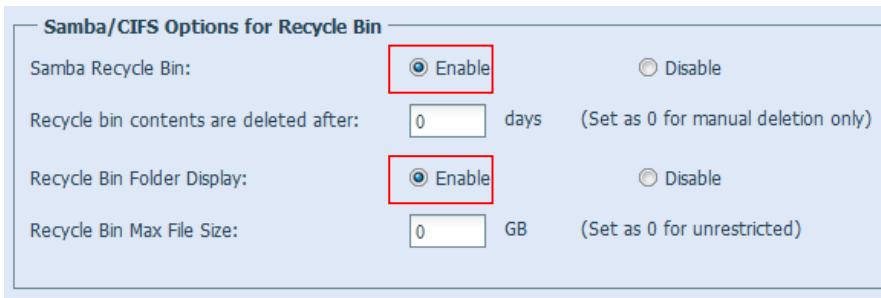 Samba/CIFS Options for Recycle Bin
Samba Recycle Bin: Enable Disable
Recycle bin contents are deleted after: 0 days (Set as 0 for manual deletion only)
Recycle Bin Folder Display: Enable Disable
Recycle Bin Max File Size: 0 GB (Set as 0 for unrestricted)